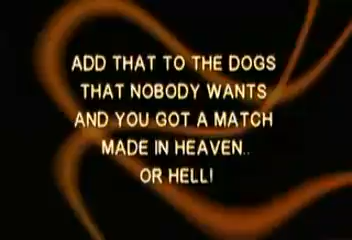 ADD THAT TO THE DOGS
THAT NOBODY WANTS
AND YOU GOT A MATCH
MADE IN HEAVEN..
OR HELL!